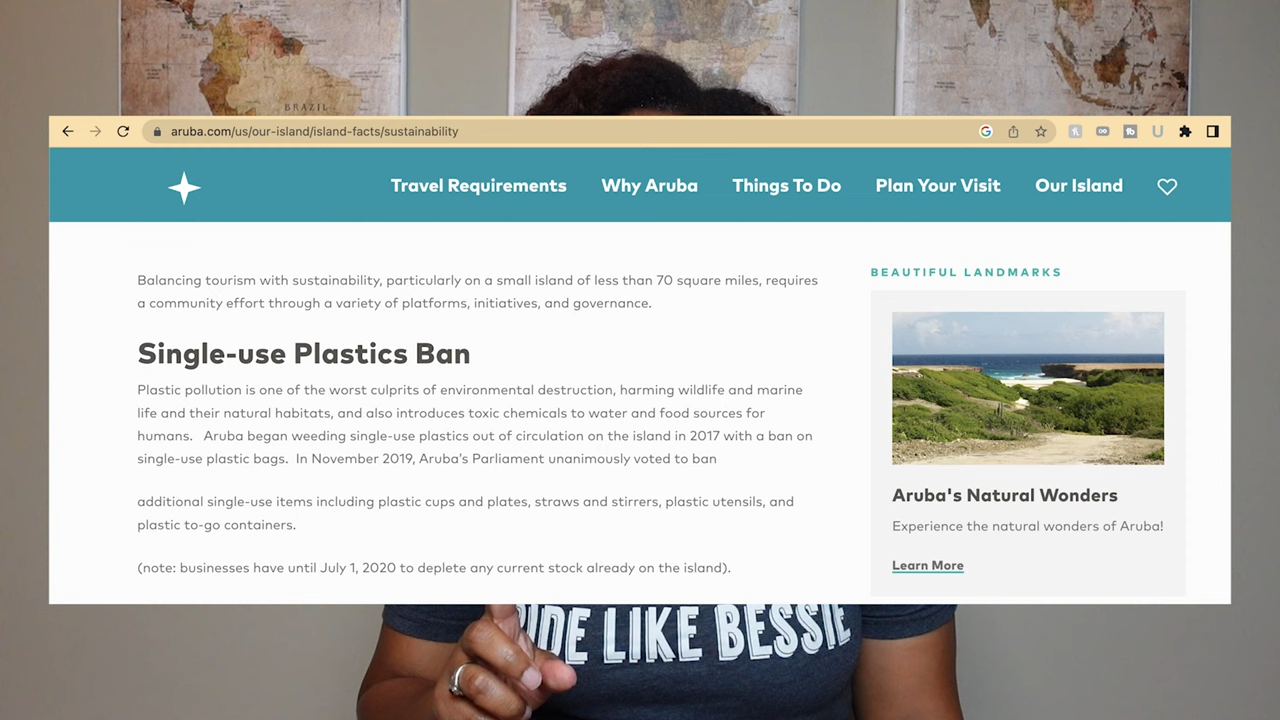 BRAZIL
aruba.com/us/our-island/island-facts/sustainability
Travel Requirements Why Aruba Things To Do Plan Your Visit Our Island
Balancing tourism with sustainability, particularly on a small island of less than 70 square miles, requires
a community effort through a variety of platforms, initiatives, and governance.
Single-use Plastics Ban
Plastic pollution is one of the worst culprits of environmental destruction, harming wildlife and marine
life and their natural habitats, and also introduces toxic chemicals to water and food sources for
humans. Aruba began weeding single-use plastics out of circulation on the island in 2017 with a ban on
single-use plastic bags. In November 2019, Aruba's Parliament unanimously voted to ban
additional single-use items including plastic cups and plates, straws and stirrers, plastic utensils, and
plastic to-go containers.
(note: businesses have until July 1, 2020 to deplete any current stock already on the island).
BEAUTIFUL LANDMARKS
Aruba's Natural Wonders
Experience the natural wonders of Aruba!
Learn More
LIKE BESSIE